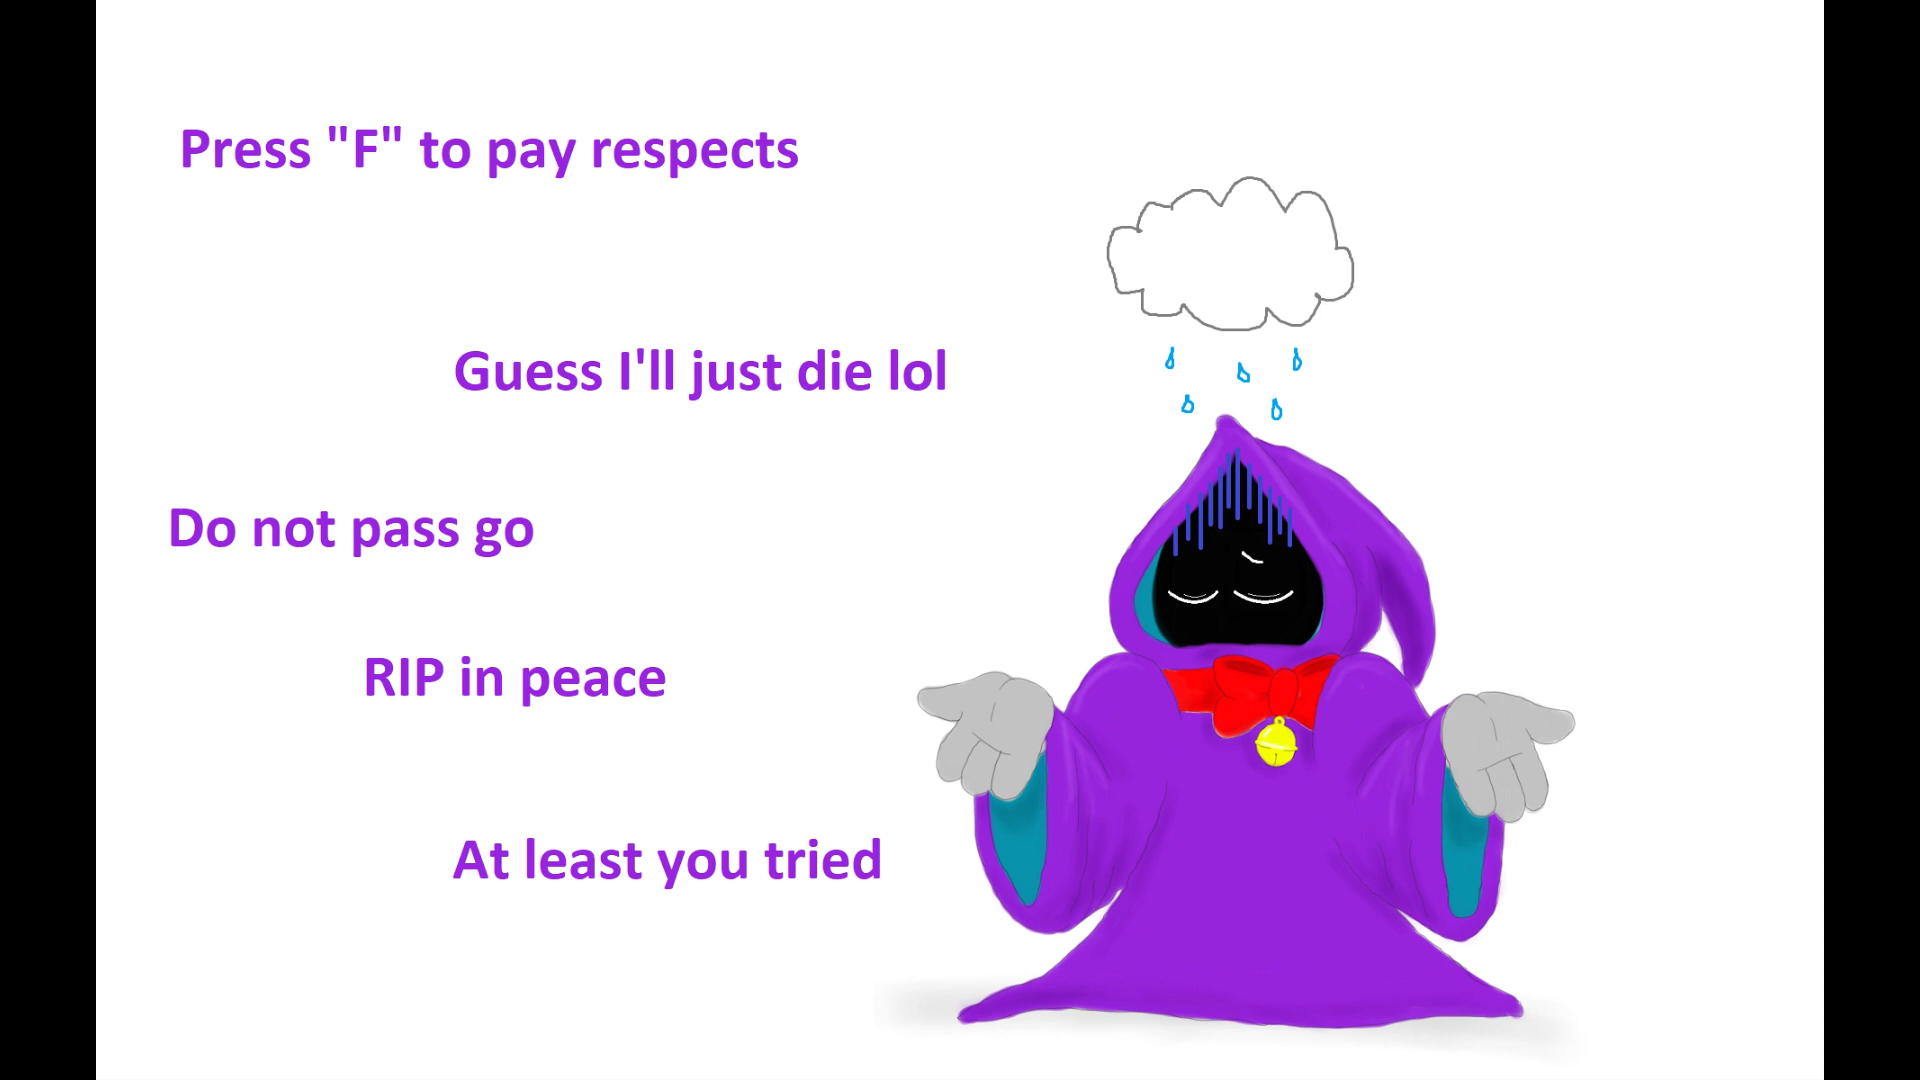 Press "F" to pay respects
Guess I'll just die lol
Do not pass go
RIP in peace
At least you tried